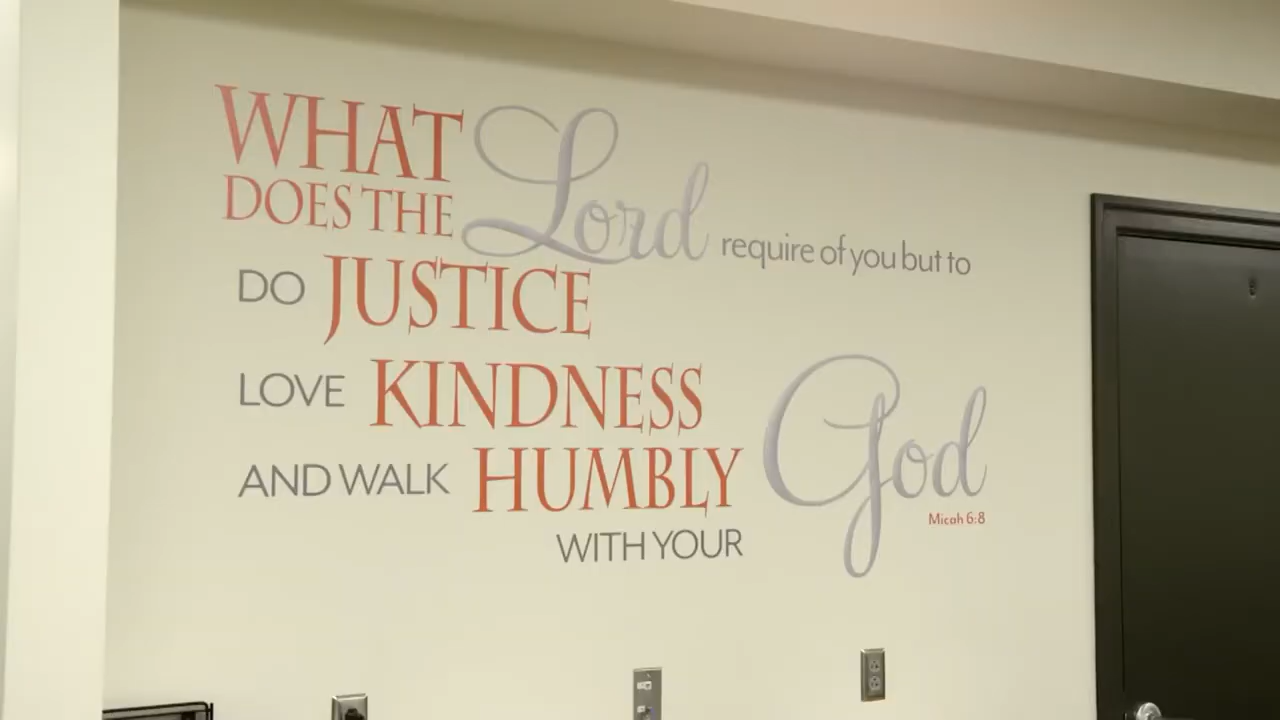 WHAT
DOES THE Lord require of you but to
DO JUSTICE
LOVE KINDNESS
AND WALK HUMBLY
WITH YOUR God
Micah 6:8